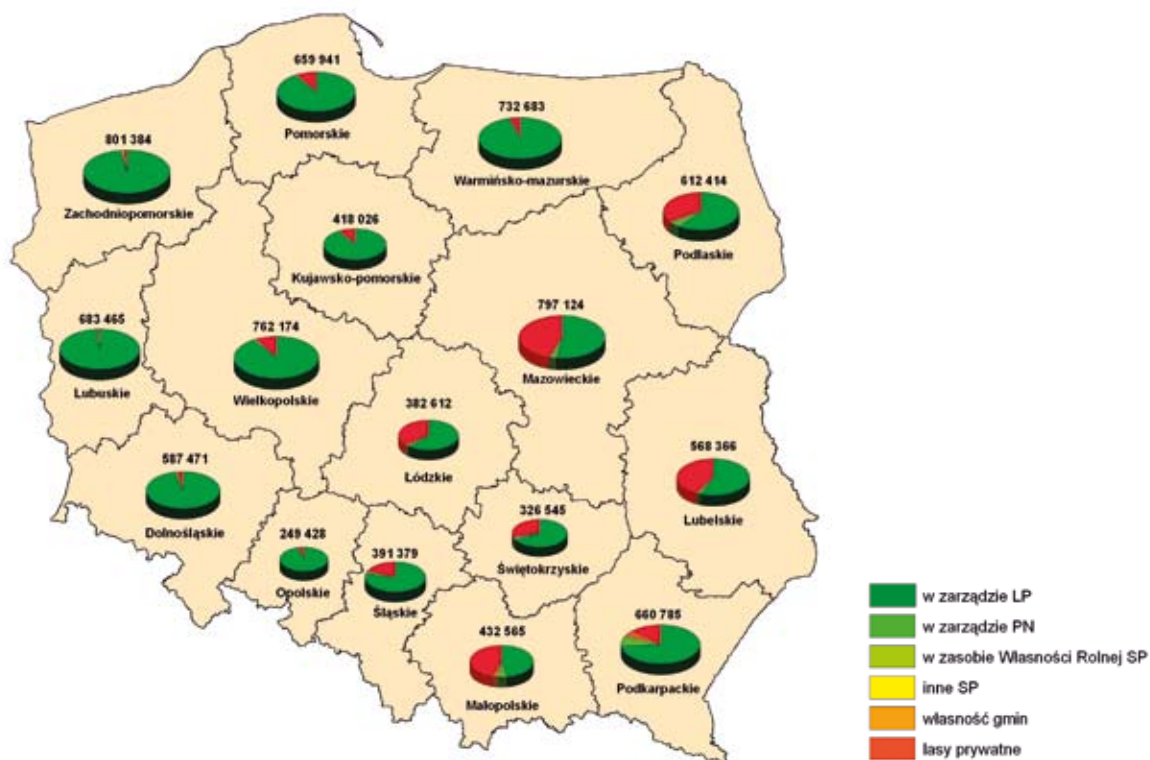 659 941
Pomorskie
732 683
Warmińsko-mazurskie
801 384
Zachodniopomorskie
612 414
Podlaskie
418 026
Kujawsko-pomorskie
797 124
Mazowieckie
683 465
Lubuskie
762 174
Wielkopolskie
382 612
Łódzkie
568 366
Lubelskie
587 471
Dolnośląskie
249 428
Opolskie
391 379
Śląskie
326 545
Świętokrzyskie
432 565
Małopolskie
660 785
Podkarpackie
w zarządzie LP
w zarządzie PN
w zasobie Własności Rolnej SP
inne SP
własność gmin
lasy prywatne